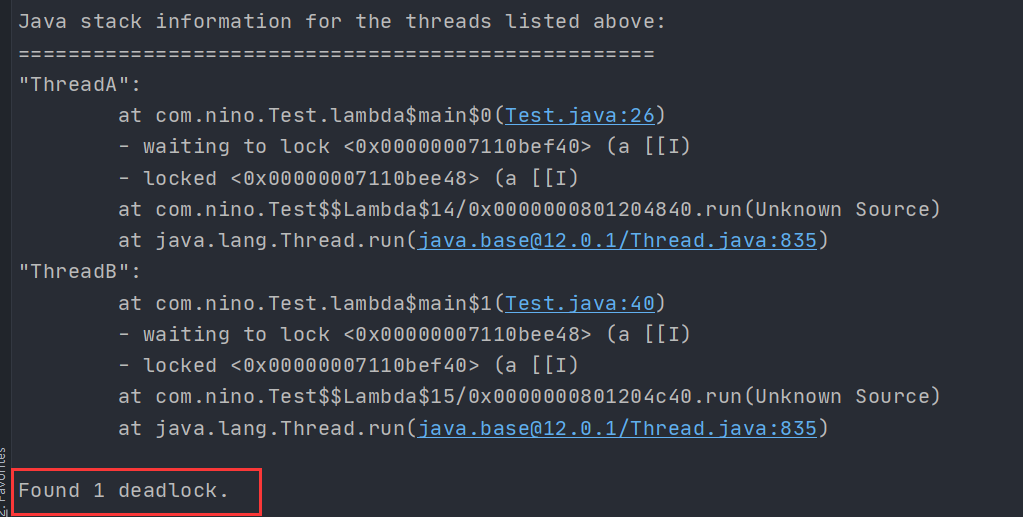 Java stack information for the threads listed above:
===================================================
"ThreadA":
        at com.nino.Test.lambda$main$0(Test.java:26)
        - waiting to lock <0x00000007110bef40> (a [[I)
        - locked <0x00000007110bee48> (a [[I)
        at com.nino.Test$$Lambda$14/0x0000000801204840.run(Unknown Source)
        at java.lang.Thread.run(java.base@12.0.1/Thread.java:835)
"ThreadB":
        at com.nino.Test.lambda$main$1(Test.java:40)
        - waiting to lock <0x00000007110bee48> (a [[I)
        - locked <0x00000007110bef40> (a [[I)
        at com.nino.Test$$Lambda$15/0x0000000801204c40.run(Unknown Source)
        at java.lang.Thread.run(java.base@12.0.1/Thread.java:835)
Found 1 deadlock.
2: Favorites